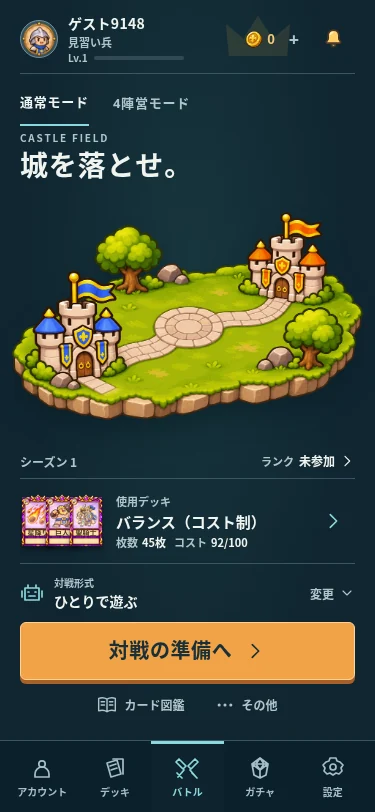 ゲスト9148
見習い兵
Lv.1
0 +
通常モード 4陣営モード
CASTLE FIELD
城を落とせ。
シーズン 1 ランク 未参加
使用デッキ
バランス（コスト制）
枚数 45枚 コスト 92/100
対戦形式
ひとりで遊ぶ
変更
対戦の準備へ
カード図鑑 その他
アカウント デッキ バトル ガチャ 設定